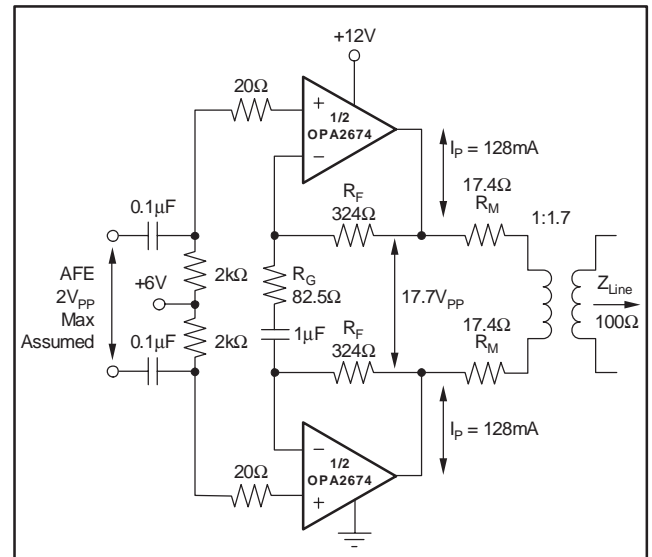 +12V
20Ω
+
1/2
OPA2674
−
I_P = 128mA
17.4Ω
R_M
1:1.7
0.1μF
R_F
324Ω
AFE
2V_PP
Max
Assumed
+6V
2kΩ
2kΩ
R_G
82.5Ω
1μF
17.7V_PP
Z_Line
100Ω
0.1μF
R_F
324Ω
17.4Ω
R_M
I_P = 128mA
−
1/2
OPA2674
+
20Ω